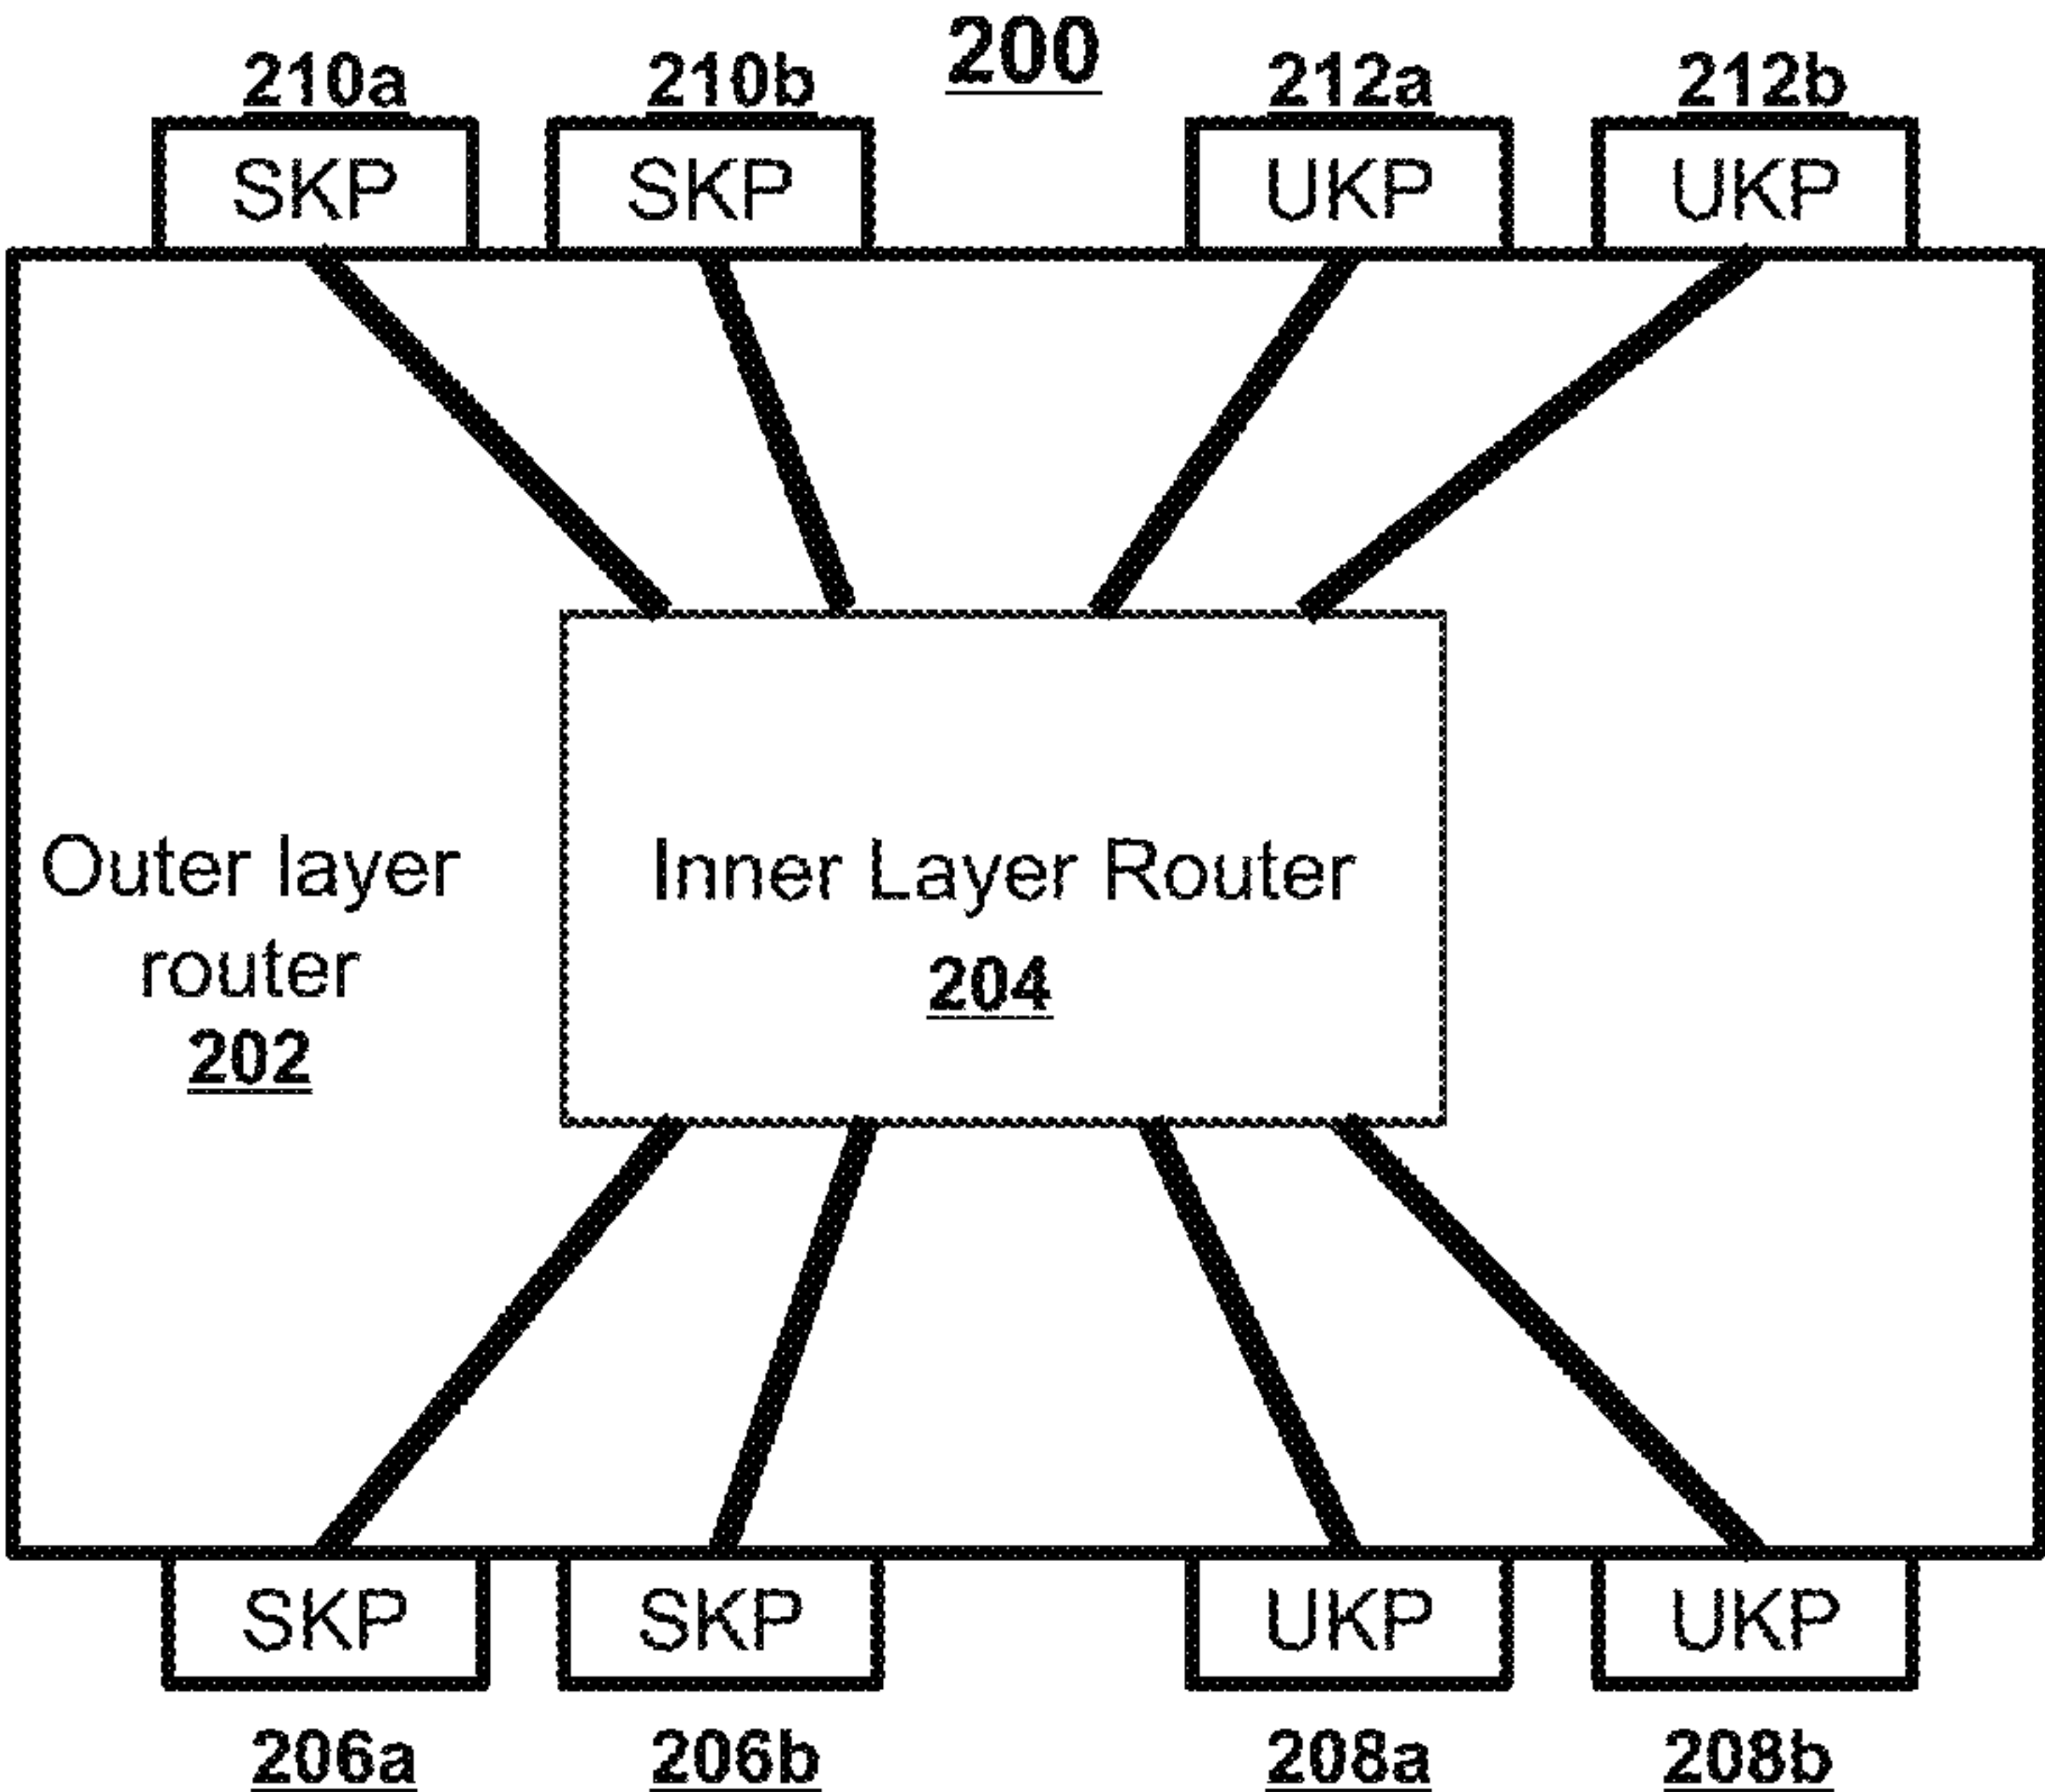 200
210a 210b 212a 212b
SKP SKP UKP UKP
Outer layer
router
202
Inner Layer Router
204
SKP SKP UKP UKP
206a 206b 208a 208b